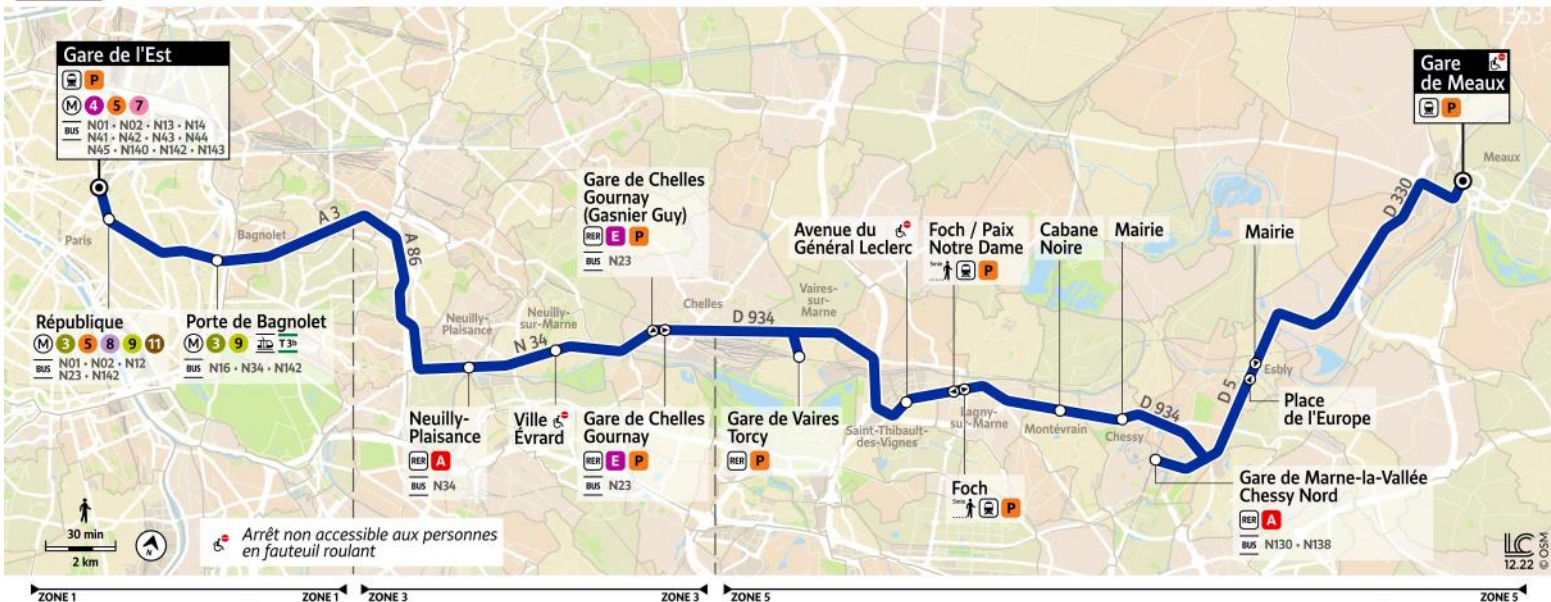 1353
Gare de l'Est
P
M 4 5 7
BUS N01 • N02 • N13 • N14
N41 • N42 • N43 • N44
N45 • N140 • N142 • N143
Gare
de Meaux
P
Meaux
D 330
Paris
Bagnolet
A 3
A 86
République
M 3 5 8 9 11
BUS N01 • N02 • N12
N23 • N142
Porte de Bagnolet
M 3 9 T3b
BUS N16 • N34 • N142
Neuilly-
Plaisance
Neuilly-
sur-Marne
N 34
Gare de Chelles
Gournay
(Gasnier Guy)
RER E P
BUS N23
Chelles
D 934
Vaires-
sur-
Marne
Avenue du
Général Leclerc
Foch / Paix
Notre Dame
5min
P
Cabane
Noire
Mairie
Mairie
Neuilly-
Plaisance
RER A
BUS N34
Ville
Évrard
Gare de Chelles
Gournay
RER E P
BUS N23
Gare de Vaires
Torcy
RER P
Saint-Thibault-
des-Vignes
Lagny-
sur-Marne
Montévrain
Chessy
D 934
D 5
Esbly
Place
de l'Europe
Foch
5min
P
Gare de Marne-la-Vallée
Chessy Nord
RER A
BUS N130 • N138
30 min
2 km
N
Arrêt non accessible aux personnes
en fauteuil roulant
LC
12.22
© OSM
ZONE 1 ZONE 1 ZONE 3 ZONE 3 ZONE 5 ZONE 5